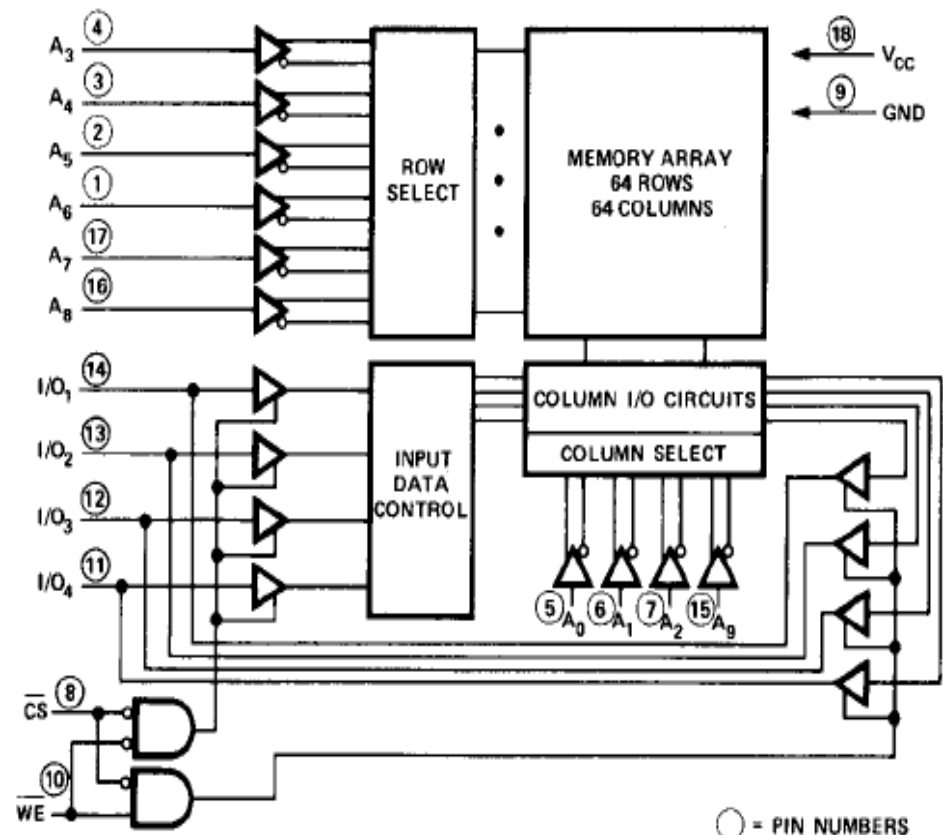 A3 4
A4 3
A5 2
A6 1
A7 17
A8 16
ROW
SELECT
MEMORY ARRAY
64 ROWS
64 COLUMNS
18 VCC
9 GND
I/O1 14
I/O2 13
I/O3 12
I/O4 11
INPUT
DATA
CONTROL
COLUMN I/O CIRCUITS
COLUMN SELECT
5 A0 6 A1 7 A2 15 A9
CS 8
WE 10
= PIN NUMBERS